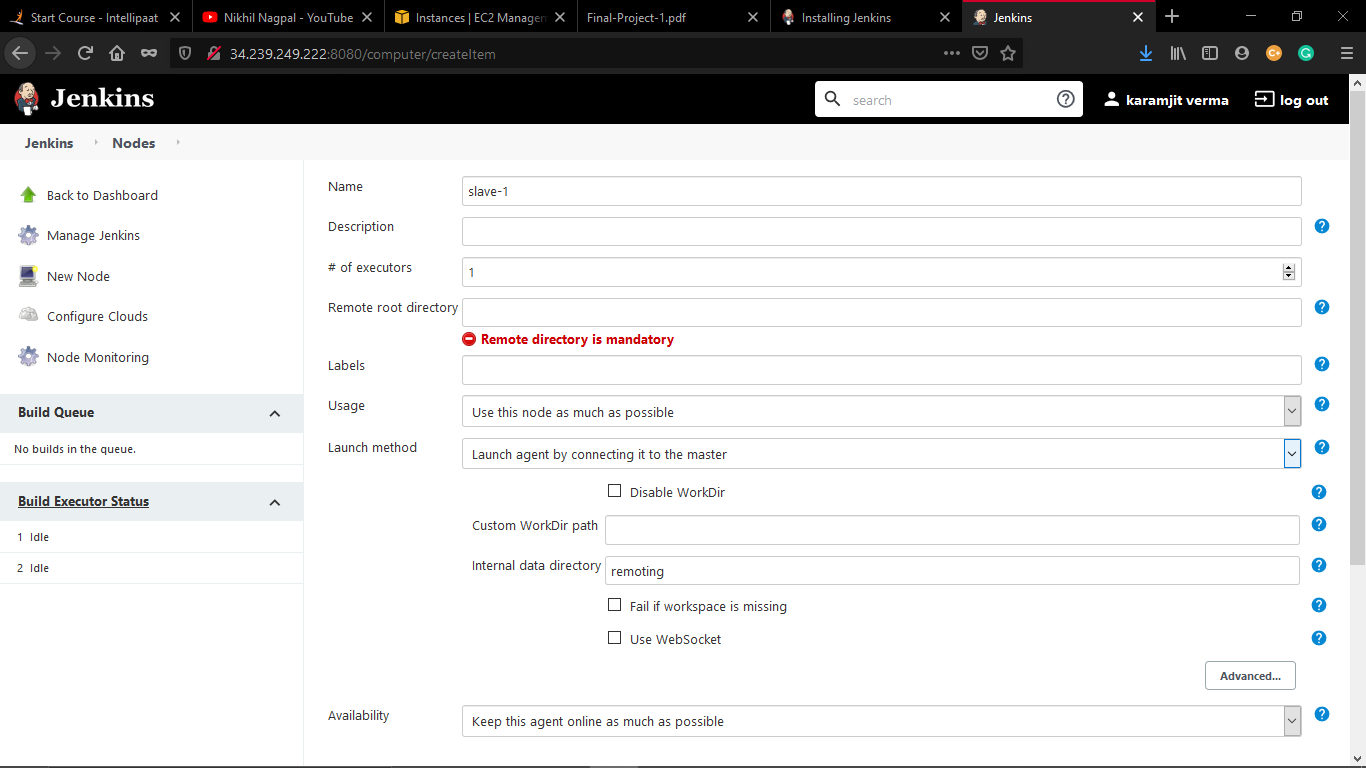 Start Course - Intellipaat
Nikhil Nagpal - YouTube
Instances | EC2 Managem
Final-Project-1.pdf
Installing Jenkins
Jenkins
34.239.249.222:8080/computer/createItem
Jenkins
search
karamjit verma
log out
Jenkins
Nodes
Back to Dashboard
Manage Jenkins
New Node
Configure Clouds
Node Monitoring
Build Queue
No builds in the queue.
Build Executor Status
1 Idle
2 Idle
Name
slave-1
Description
# of executors
1
Remote root directory
Remote directory is mandatory
Labels
Usage
Use this node as much as possible
Launch method
Launch agent by connecting it to the master
Disable WorkDir
Custom WorkDir path
Internal data directory
remoting
Fail if workspace is missing
Use WebSocket
Advanced...
Availability
Keep this agent online as much as possible